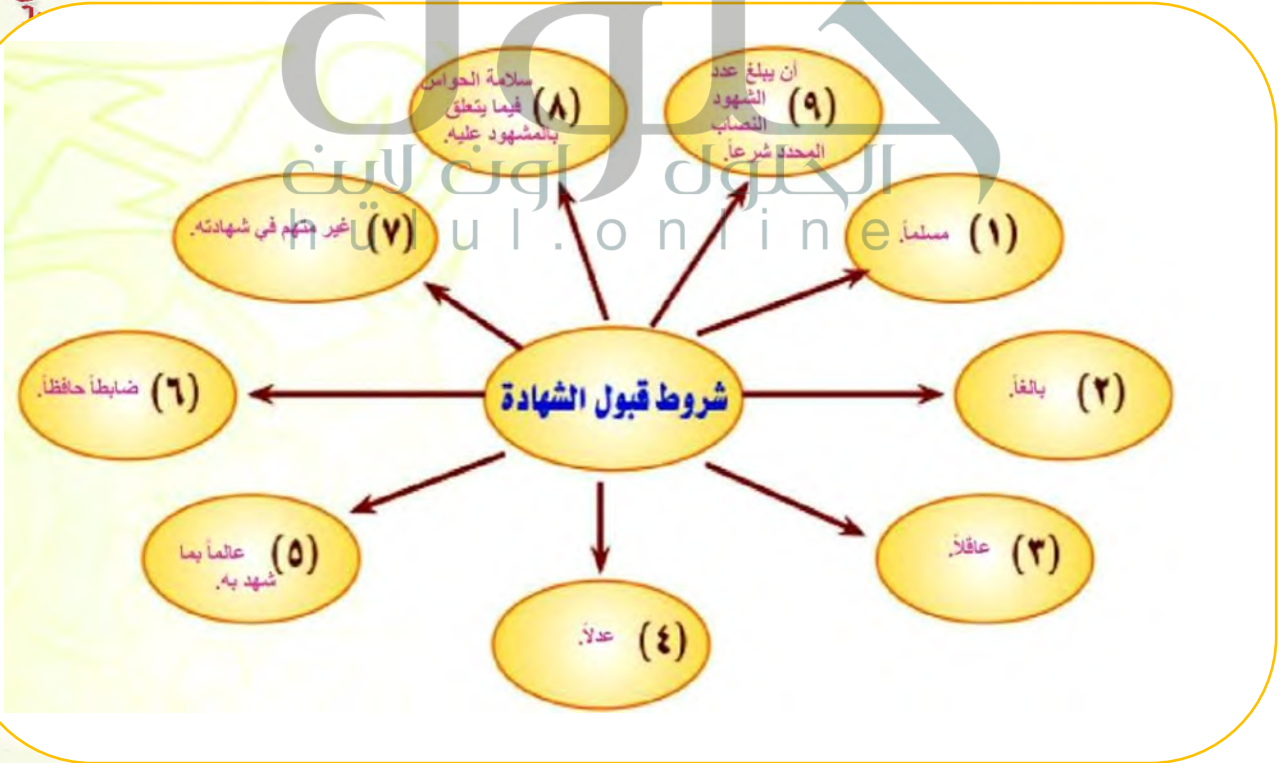 حلول
الحلول اون لاين
hulul.online
شروط قبول الشهادة
(١) مسلماً.
(٢) بالغاً.
(٣) عاقلاً.
(٤) عدلاً.
(٥) عالماً بما
شهد به.
(٦) ضابطاً حافظاً.
(٧) غير متهم في شهادته.
سلامة الحواس
(٨) فيما يتعلق
بالمشهود عليه.
أن يبلغ عدد
(٩) الشهود
النصاب
المحدد شرعاً.